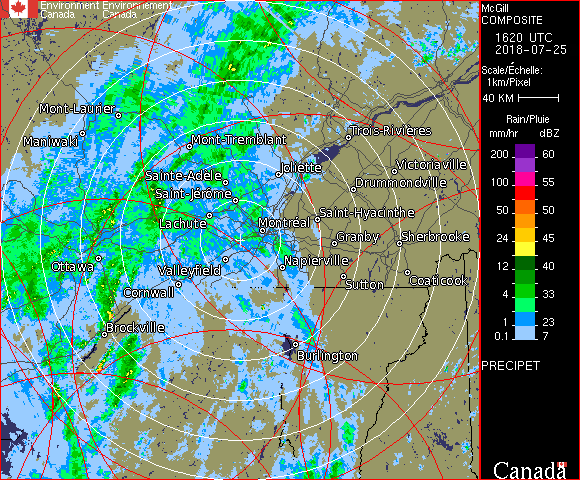 Environment Environnement
Canada Canada
McGill
COMPOSITE
1620 UTC
2018-07-25
Scale/Échelle:
1km/Pixel
40 KM
Rain/Pluie
mm/hr dBZ
200 60
100 55
50 50
24 45
12 40
4 33
1 23
0.1 7
PRECIPET
Canada
Mont-Laurier
Maniwaki
Mont-Tremblant
Trois-Rivières
Sainte-Adèle
Joliette
Victoriaville
Saint-Jérôme
Drummondville
Lachute
Montréal
Saint-Hyacinthe
Granby
Sherbrooke
Ottawa
Valleyfield
Napierville
Cornwall
Sutton
Coaticook
Brockville
Burlington